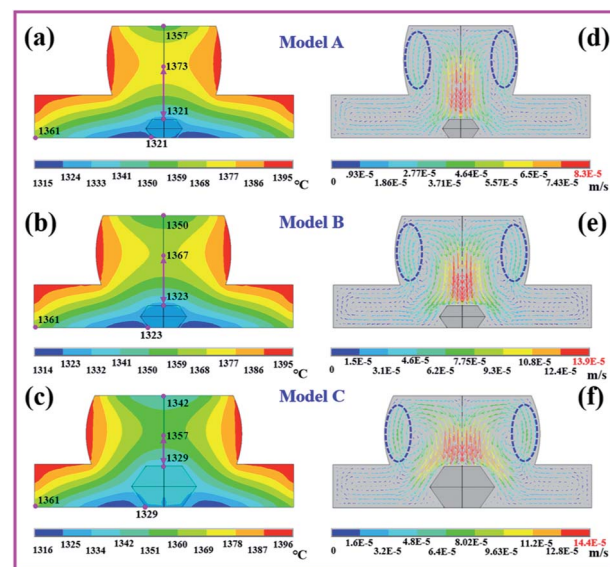 (a)
1357
Model A
(d)
1373
1321
1361
1321
1315 1324 1333 1341 1350 1359 1368 1377 1386 1395 °C
0 .93E-5 1.86E-5 2.77E-5 3.71E-5 4.64E-5 5.57E-5 6.5E-5 7.43E-5 8.3E-5 m/s
(b)
1350
Model B
(e)
1367
1323
1361
1323
1314 1323 1332 1341 1350 1359 1368 1377 1386 1395 °C
0 1.5E-5 3.1E-5 4.6E-5 6.2E-5 7.75E-5 9.3E-5 10.8E-5 12.4E-5 13.9E-5 m/s
(c)
1342
Model C
(f)
1357
1329
1361
1329
1316 1325 1334 1342 1351 1360 1369 1378 1387 1396 °C
0 1.6E-5 3.2E-5 4.8E-5 6.4E-5 8.02E-5 9.63E-5 11.2E-5 12.8E-5 14.4E-5 m/s